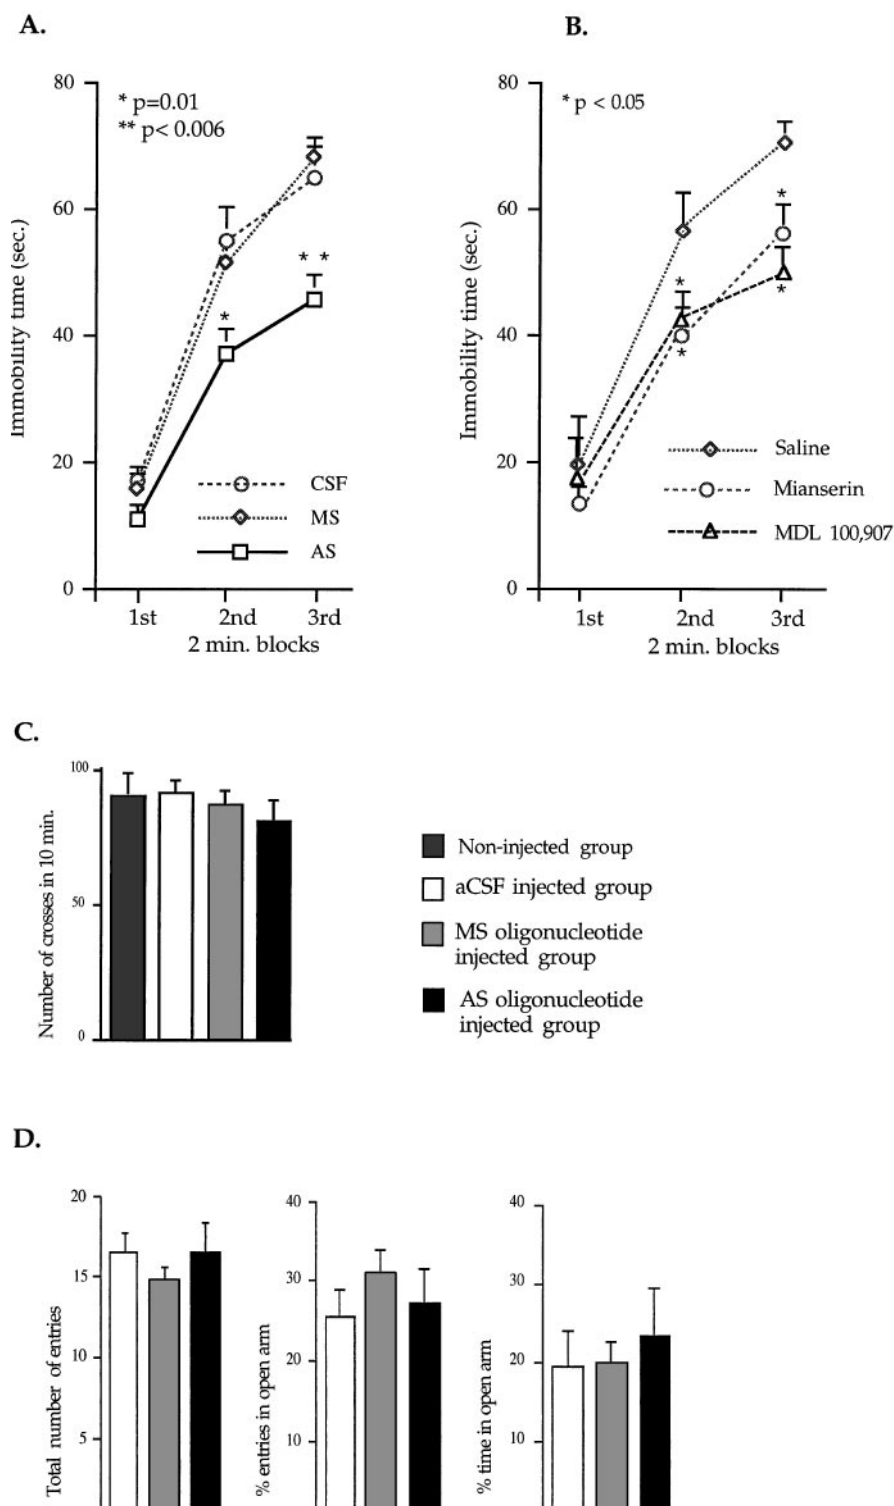 A.
B.
80
* p=0.01
** p< 0.006
60
40
20
0
Immobility time (sec.)
* *
*
CSF
MS
AS
1st 2nd 3rd
2 min. blocks
80
* p < 0.05
60
40
20
0
Immobility time (sec.)
*
*
*
*
Saline
Mianserin
MDL 100,907
1st 2nd 3rd
2 min. blocks
C.
100
50
0
Number of crosses in 10 min.
Non-injected group
aCSF injected group
MS oligonucleotide
injected group
AS oligonucleotide
injected group
D.
20
15
10
5
Total number of entries
40
30
20
10
% entries in open arm
40
30
20
10
% time in open arm